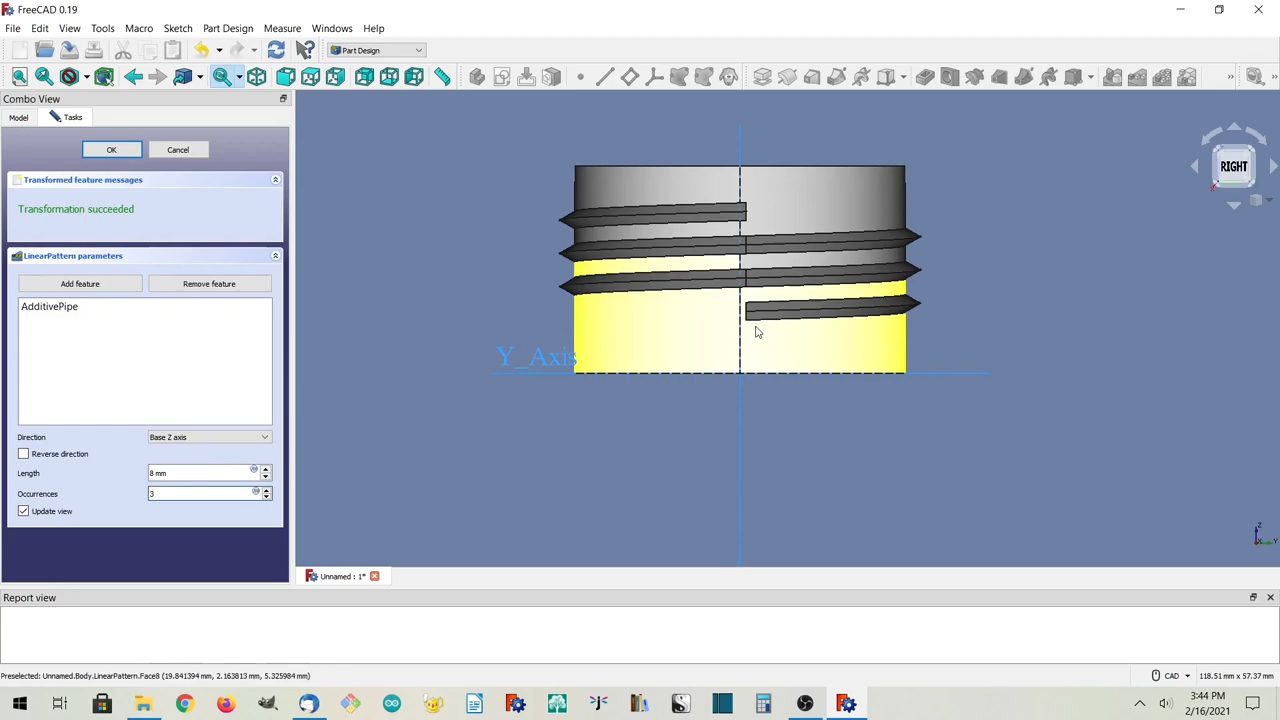 FreeCAD 0.19
File Edit View Tools Macro Sketch Part Design Measure Windows Help
Part Design
Combo View
Model Tasks
OK Cancel
Transformed feature messages
Transformation succeeded
LinearPattern parameters
Add feature Remove feature
AdditivePipe
Direction Base Z axis
Reverse direction
Length 8 mm
Occurrences 3
Update view
RIGHT
Y_Axis
Unnamed : 1*
Report view
Preselected: Unnamed.Body.LinearPattern.Face8 (19.841394 mm, 2.163813 mm, 5.325984 mm)
CAD 118.51 mm x 57.37 mm
3:44 PM
2/16/2021